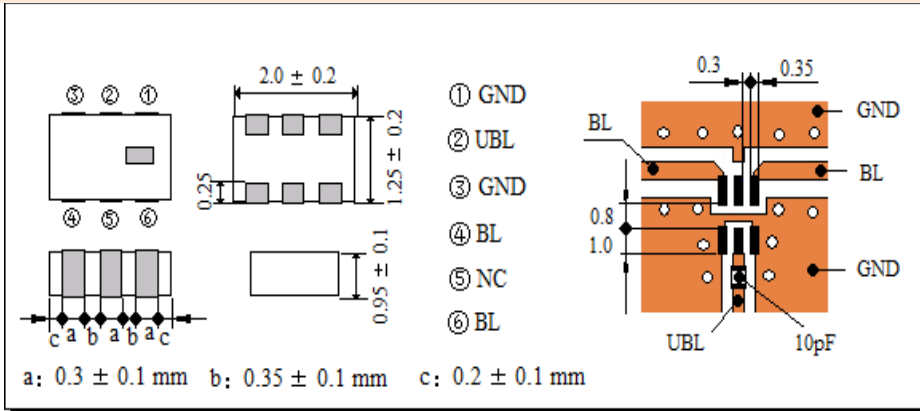 ③ ② ①
④ ⑤ ⑥
c a b a b a c
2.0 ± 0.2
0.25
1.25 ± 0.2
0.95 ± 0.1
① GND
② UBL
③ GND
④ BL
⑤ NC
⑥ BL
0.3
0.35
GND
BL
BL
0.8
1.0
GND
UBL
10pF
a: 0.3 ± 0.1 mm b: 0.35 ± 0.1 mm c: 0.2 ± 0.1 mm